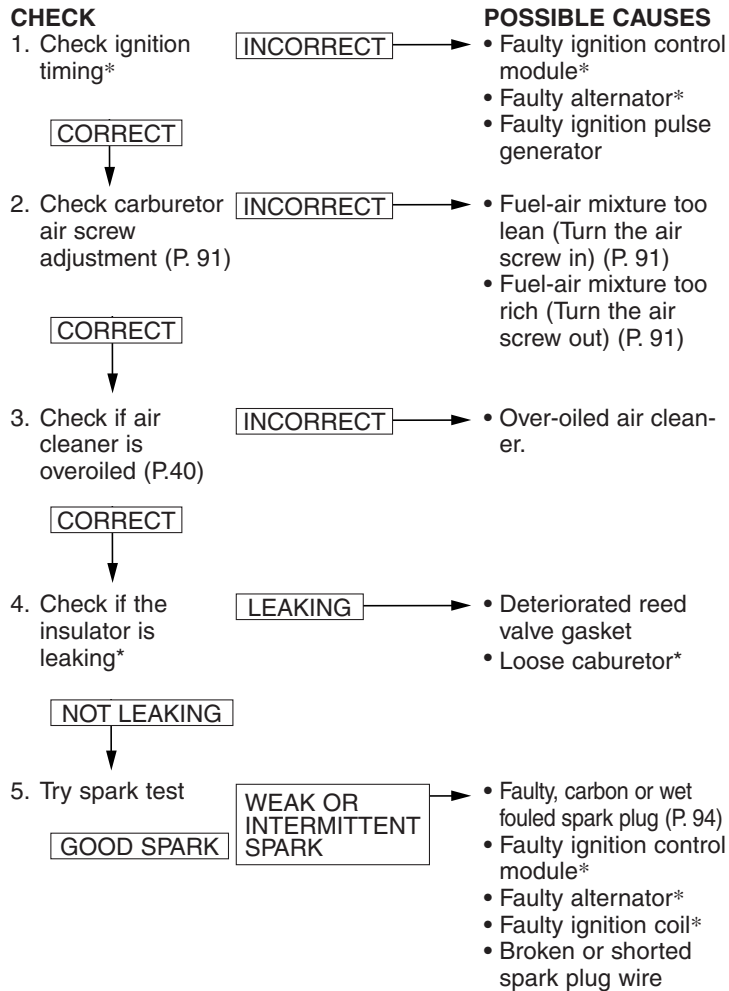 CHECK
POSSIBLE CAUSES
1. Check ignition
timing*
INCORRECT
• Faulty ignition control
module*
• Faulty alternator*
• Faulty ignition pulse
generator
CORRECT
2. Check carburetor
air screw
adjustment (P. 91)
INCORRECT
• Fuel-air mixture too
lean (Turn the air
screw in) (P. 91)
• Fuel-air mixture too
rich (Turn the air
screw out) (P. 91)
CORRECT
3. Check if air
cleaner is
overoiled (P.40)
INCORRECT
• Over-oiled air clean-
er.
CORRECT
4. Check if the
insulator is
leaking*
LEAKING
• Deteriorated reed
valve gasket
• Loose caburetor*
NOT LEAKING
5. Try spark test
WEAK OR
INTERMITTENT
SPARK
• Faulty, carbon or wet
fouled spark plug (P. 94)
• Faulty ignition control
module*
• Faulty alternator*
• Faulty ignition coil*
• Broken or shorted
spark plug wire
GOOD SPARK